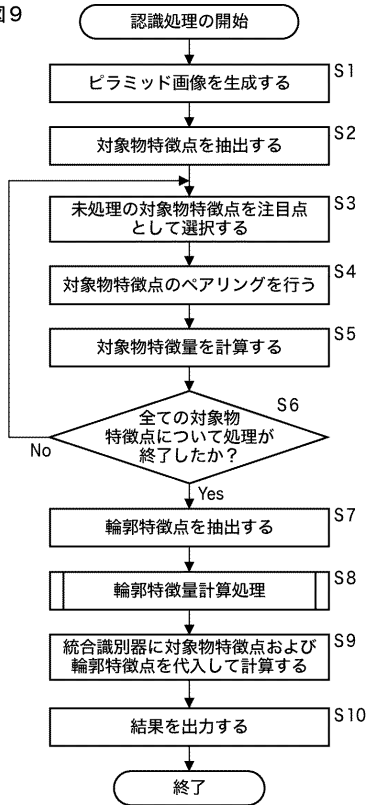 図9
認識処理の開始
ピラミッド画像を生成する
S1
対象物特徴点を抽出する
S2
未処理の対象物特徴点を注目点
として選択する
S3
対象物特徴点のペアリングを行う
S4
対象物特徴量を計算する
S5
全ての対象物
特徴点について処理が
終了したか？
S6
No
Yes
輪郭特徴点を抽出する
S7
輪郭特徴量計算処理
S8
統合識別器に対象物特徴点および
輪郭特徴点を代入して計算する
S9
結果を出力する
S10
終了